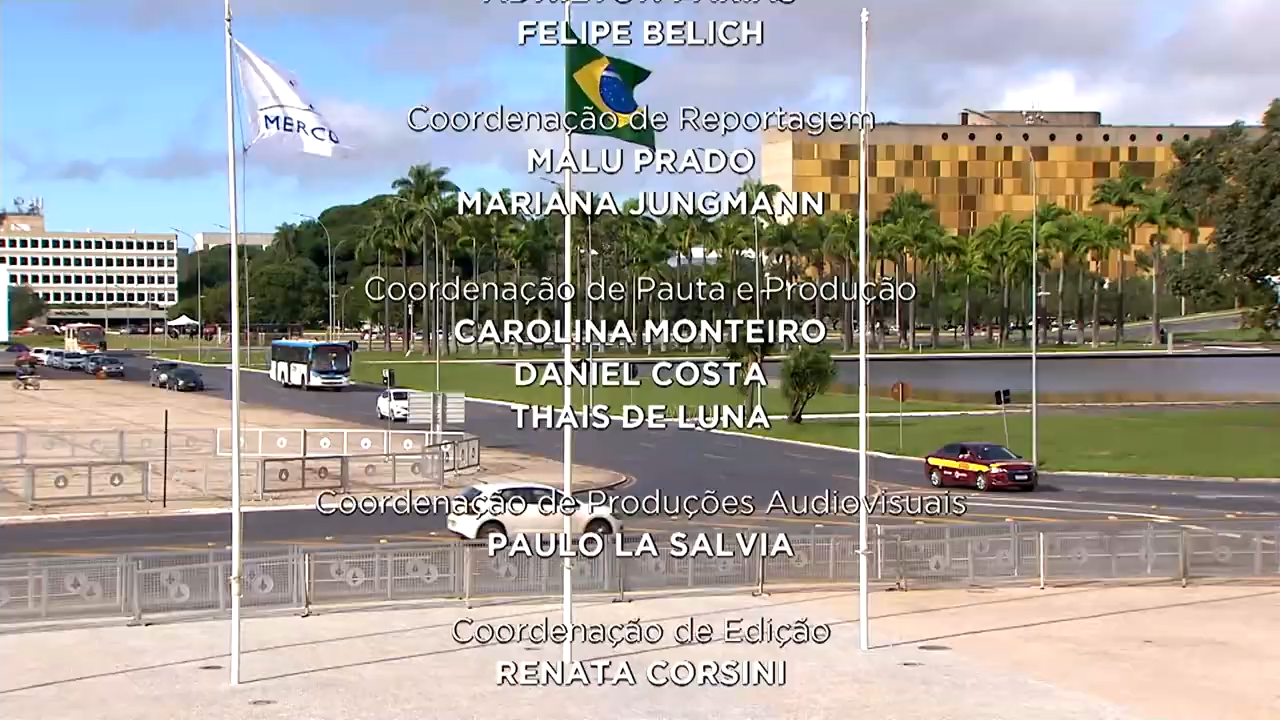 FELIPE BELICH
MERCO
Coordenação de Reportagem
MALU PRADO
MARIANA JUNGMANN
Coordenação de Pauta e Produção
CAROLINA MONTEIRO
DANIEL COSTA
THAIS DE LUNA
Coordenação de Produções Audiovisuais
PAULO LA SALVIA
Coordenação de Edição
RENATA CORSINI